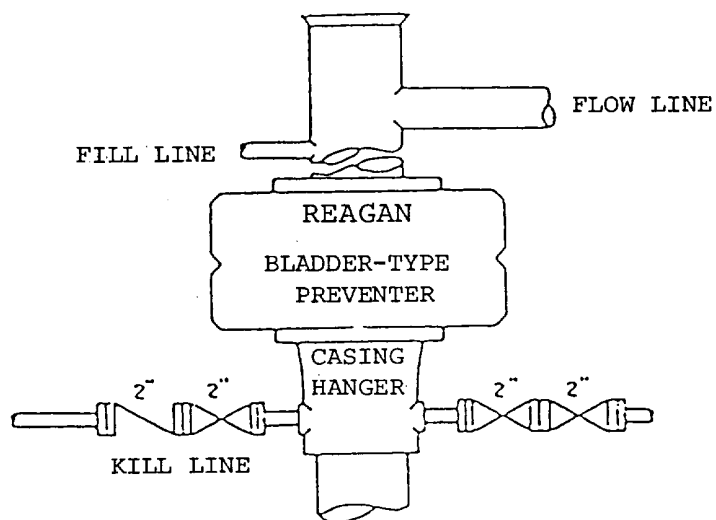 FLOW LINE
FILL LINE
REAGAN
BLADDER-TYPE
PREVENTER
CASING
HANGER
2" 2" 2" 2"
KILL LINE